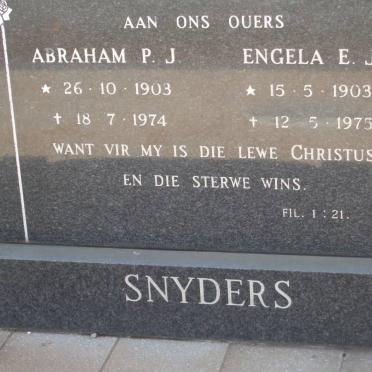 AAN ONS OUERS
ABRAHAM P. J ENGELA E. J
★ 26·10·1903 ★ 15·5·1903
✝ 18·7·1974 ✝ 12·5·1975
WANT VIR MY IS DIE LEWE CHRISTUS
EN DIE STERWE WINS.
FIL. 1:21.
SNYDERS